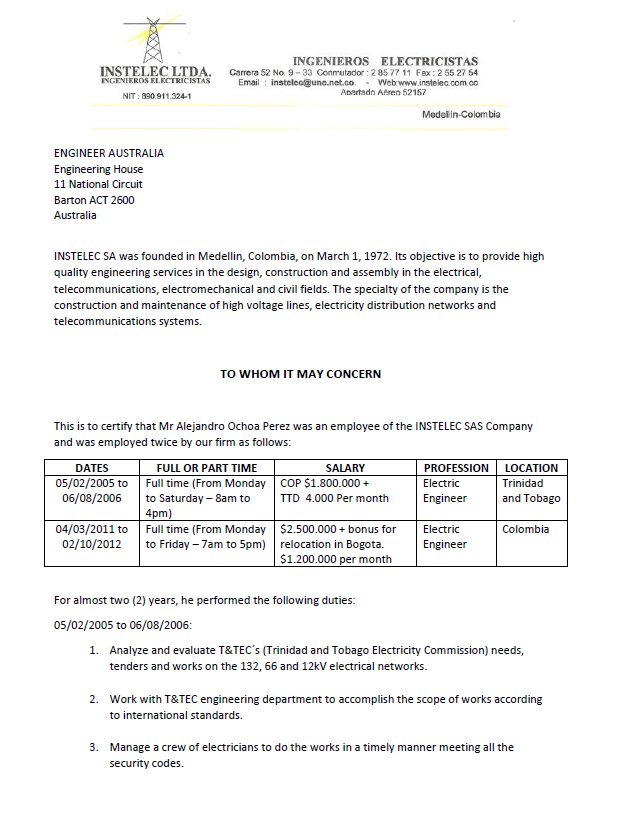 INSTELEC LTDA.
INGENIEROS ELECTRICISTAS
NIT : 890.911.324-1
INGENIEROS ELECTRICISTAS
Carrera 52 No. 9 – 33 Conmutador : 2 85 77 11 Fax : 2 55 27 54
Email : instelec@une.net.co. - Web:www.instelec.com.co
Apartado Aéreo 52157
Medellin-Colombia
ENGINEER AUSTRALIA
Engineering House
11 National Circuit
Barton ACT 2600
Australia
INSTELEC SA was founded in Medellin, Colombia, on March 1, 1972. Its objective is to provide high
quality engineering services in the design, construction and assembly in the electrical,
telecommunications, electromechanical and civil fields. The specialty of the company is the
construction and maintenance of high voltage lines, electricity distribution networks and
telecommunications systems.
TO WHOM IT MAY CONCERN
This is to certify that Mr Alejandro Ochoa Perez was an employee of the INSTELEC SAS Company
and was employed twice by our firm as follows:
DATES FULL OR PART TIME SALARY PROFESSION LOCATION
05/02/2005 to Full time (From Monday COP $1.800.000 + Electric Trinidad
06/08/2006 to Saturday – 8am to TTD 4.000 Per month Engineer and Tobago
4pm)
04/03/2011 to Full time (From Monday $2.500.000 + bonus for Electric Colombia
02/10/2012 to Friday – 7am to 5pm) relocation in Bogota. Engineer
$1.200.000 per month
For almost two (2) years, he performed the following duties:
05/02/2005 to 06/08/2006:
1. Analyze and evaluate T&TEC´s (Trinidad and Tobago Electricity Commission) needs,
tenders and works on the 132, 66 and 12kV electrical networks.
2. Work with T&TEC engineering department to accomplish the scope of works according
to international standards.
3. Manage a crew of electricians to do the works in a timely manner meeting all the
security codes.